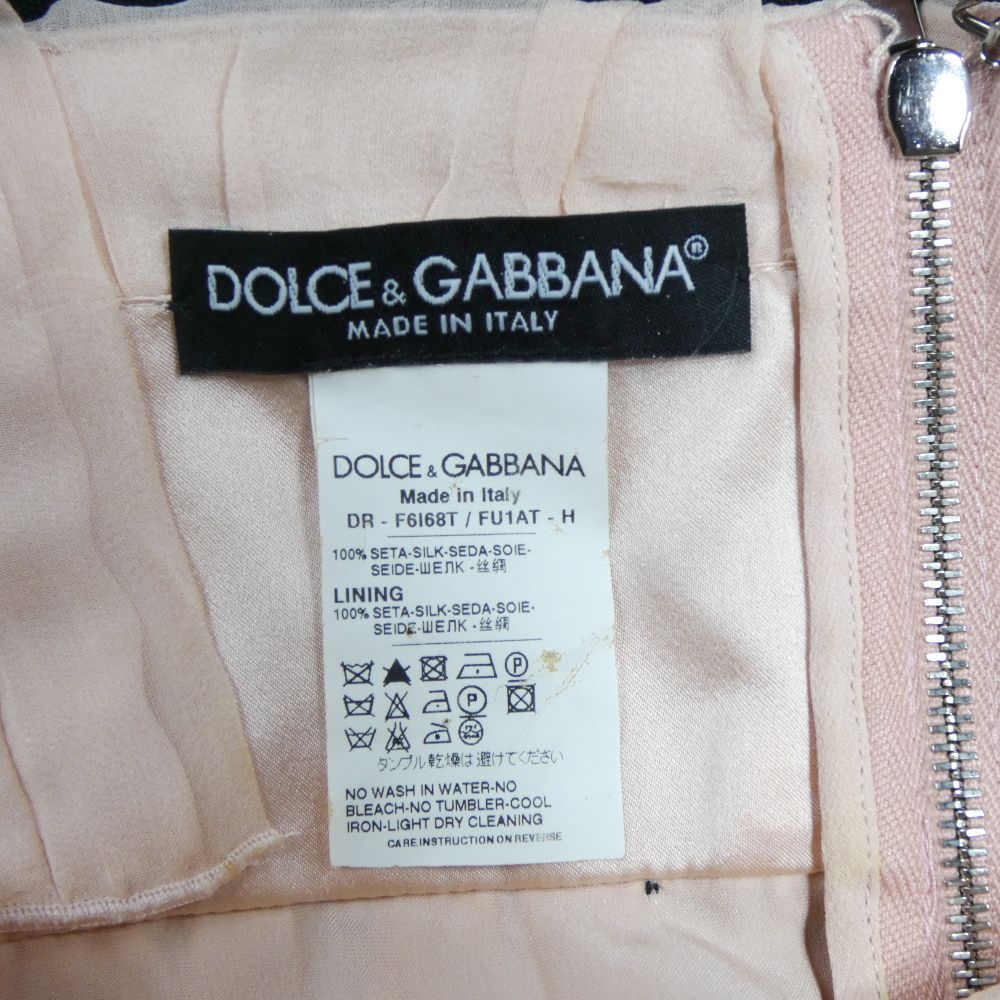 DOLCE & GABBANA®
MADE IN ITALY
DOLCE & GABBANA
Made in Italy
DR - F6I68T / FU1AT - H
100% SETA-SILK-SEDA-SOIE-
SEIDE-ШЕЛК - 丝绸
LINING
100% SETA-SILK-SEDA-SOIE-
SEIDE-ШЕЛК - 丝绸
P
P
タンブル乾燥は避けてください
NO WASH IN WATER-NO
BLEACH-NO TUMBLER-COOL
IRON-LIGHT DRY CLEANING
CARE INSTRUCTION ON REVERSE